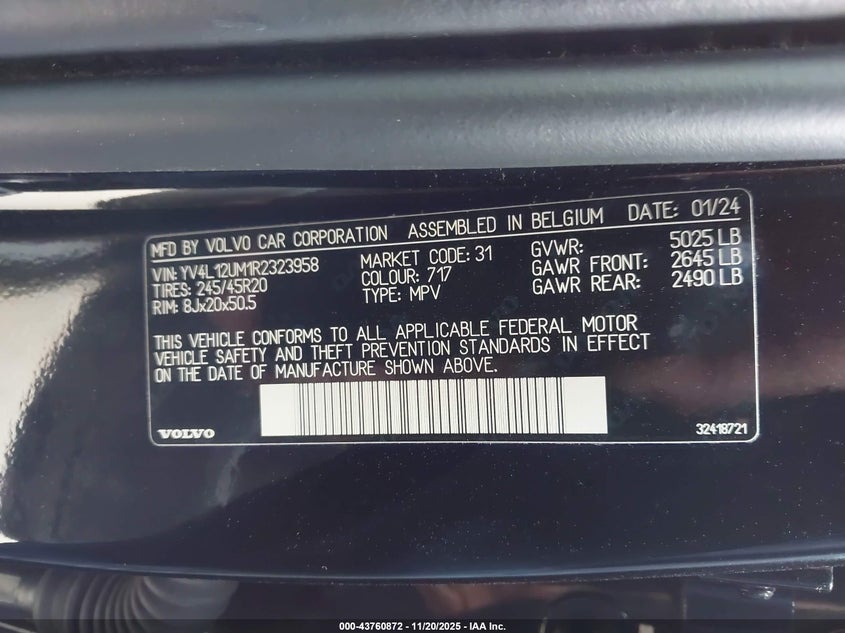 MFD BY VOLVO CAR CORPORATION ASSEMBLED IN BELGIUM DATE: 01/24
VIN: YV4L12UM1R2323958 MARKET CODE: 31 GVWR: 5025 LB
TIRES: 245/45R20 COLOUR: 717 GAWR FRONT: 2645 LB
RIM: 8Jx20x50.5 TYPE: MPV GAWR REAR: 2490 LB
THIS VEHICLE CONFORMS TO ALL APPLICABLE FEDERAL MOTOR
VEHICLE SAFETY AND THEFT PREVENTION STANDARDS IN EFFECT
ON THE DATE OF MANUFACTURE SHOWN ABOVE.
VOLVO 32418721
000-43760872 - 11/20/2025 - IAA Inc.